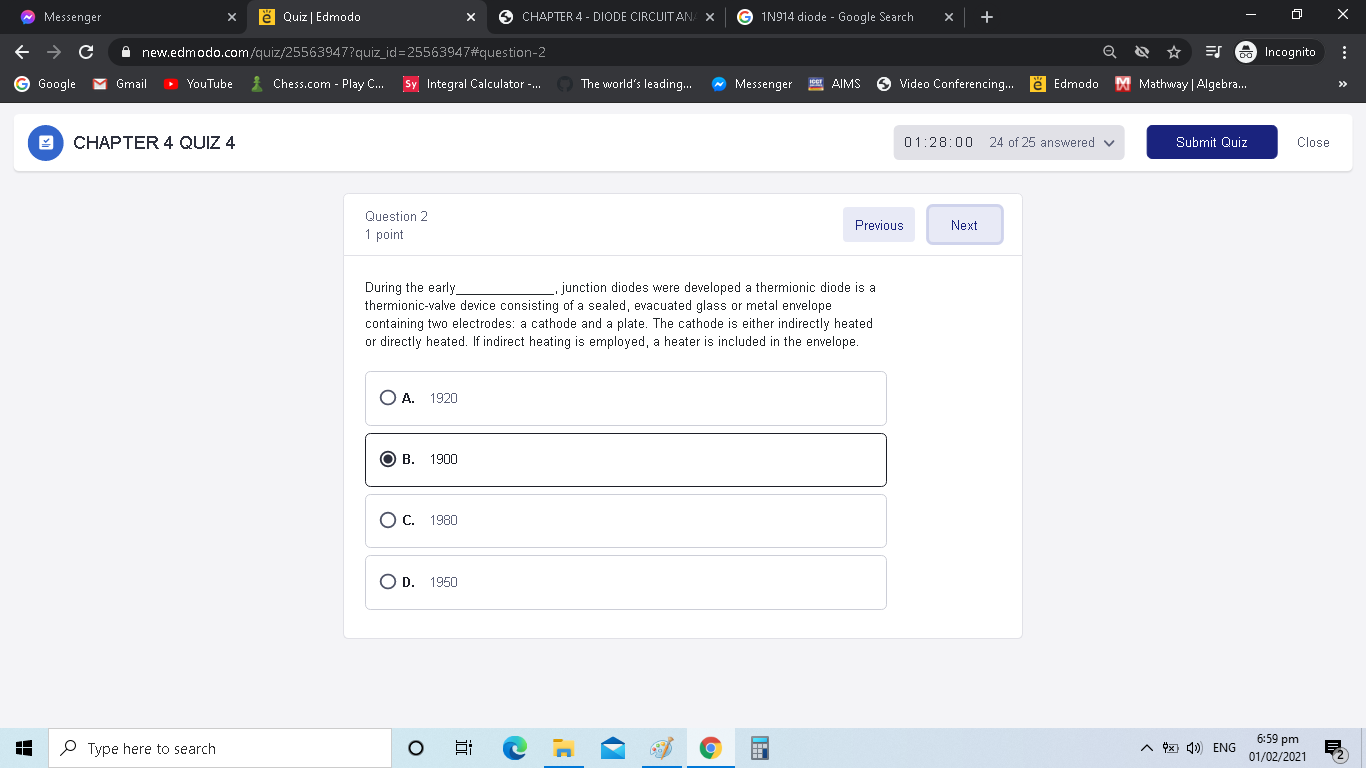 Messenger
Quiz | Edmodo
CHAPTER 4 - DIODE CIRCUIT ANA
1N914 diode - Google Search
new.edmodo.com/quiz/25563947?quiz_id=25563947#question-2
Incognito
Google
Gmail
YouTube
Chess.com - Play C...
Sy Integral Calculator -...
The world's leading...
Messenger
AIMS
Video Conferencing...
Edmodo
Mathway | Algebra...
CHAPTER 4 QUIZ 4
01:28:00 24 of 25 answered
Submit Quiz
Close
Question 2
1 point
Previous
Next
During the early______________, junction diodes were developed a thermionic diode is a
thermionic-valve device consisting of a sealed, evacuated glass or metal envelope
containing two electrodes: a cathode and a plate. The cathode is either indirectly heated
or directly heated. If indirect heating is employed, a heater is included in the envelope.
A. 1920
B. 1900
C. 1980
D. 1950
Type here to search
ENG
6:59 pm
01/02/2021
2